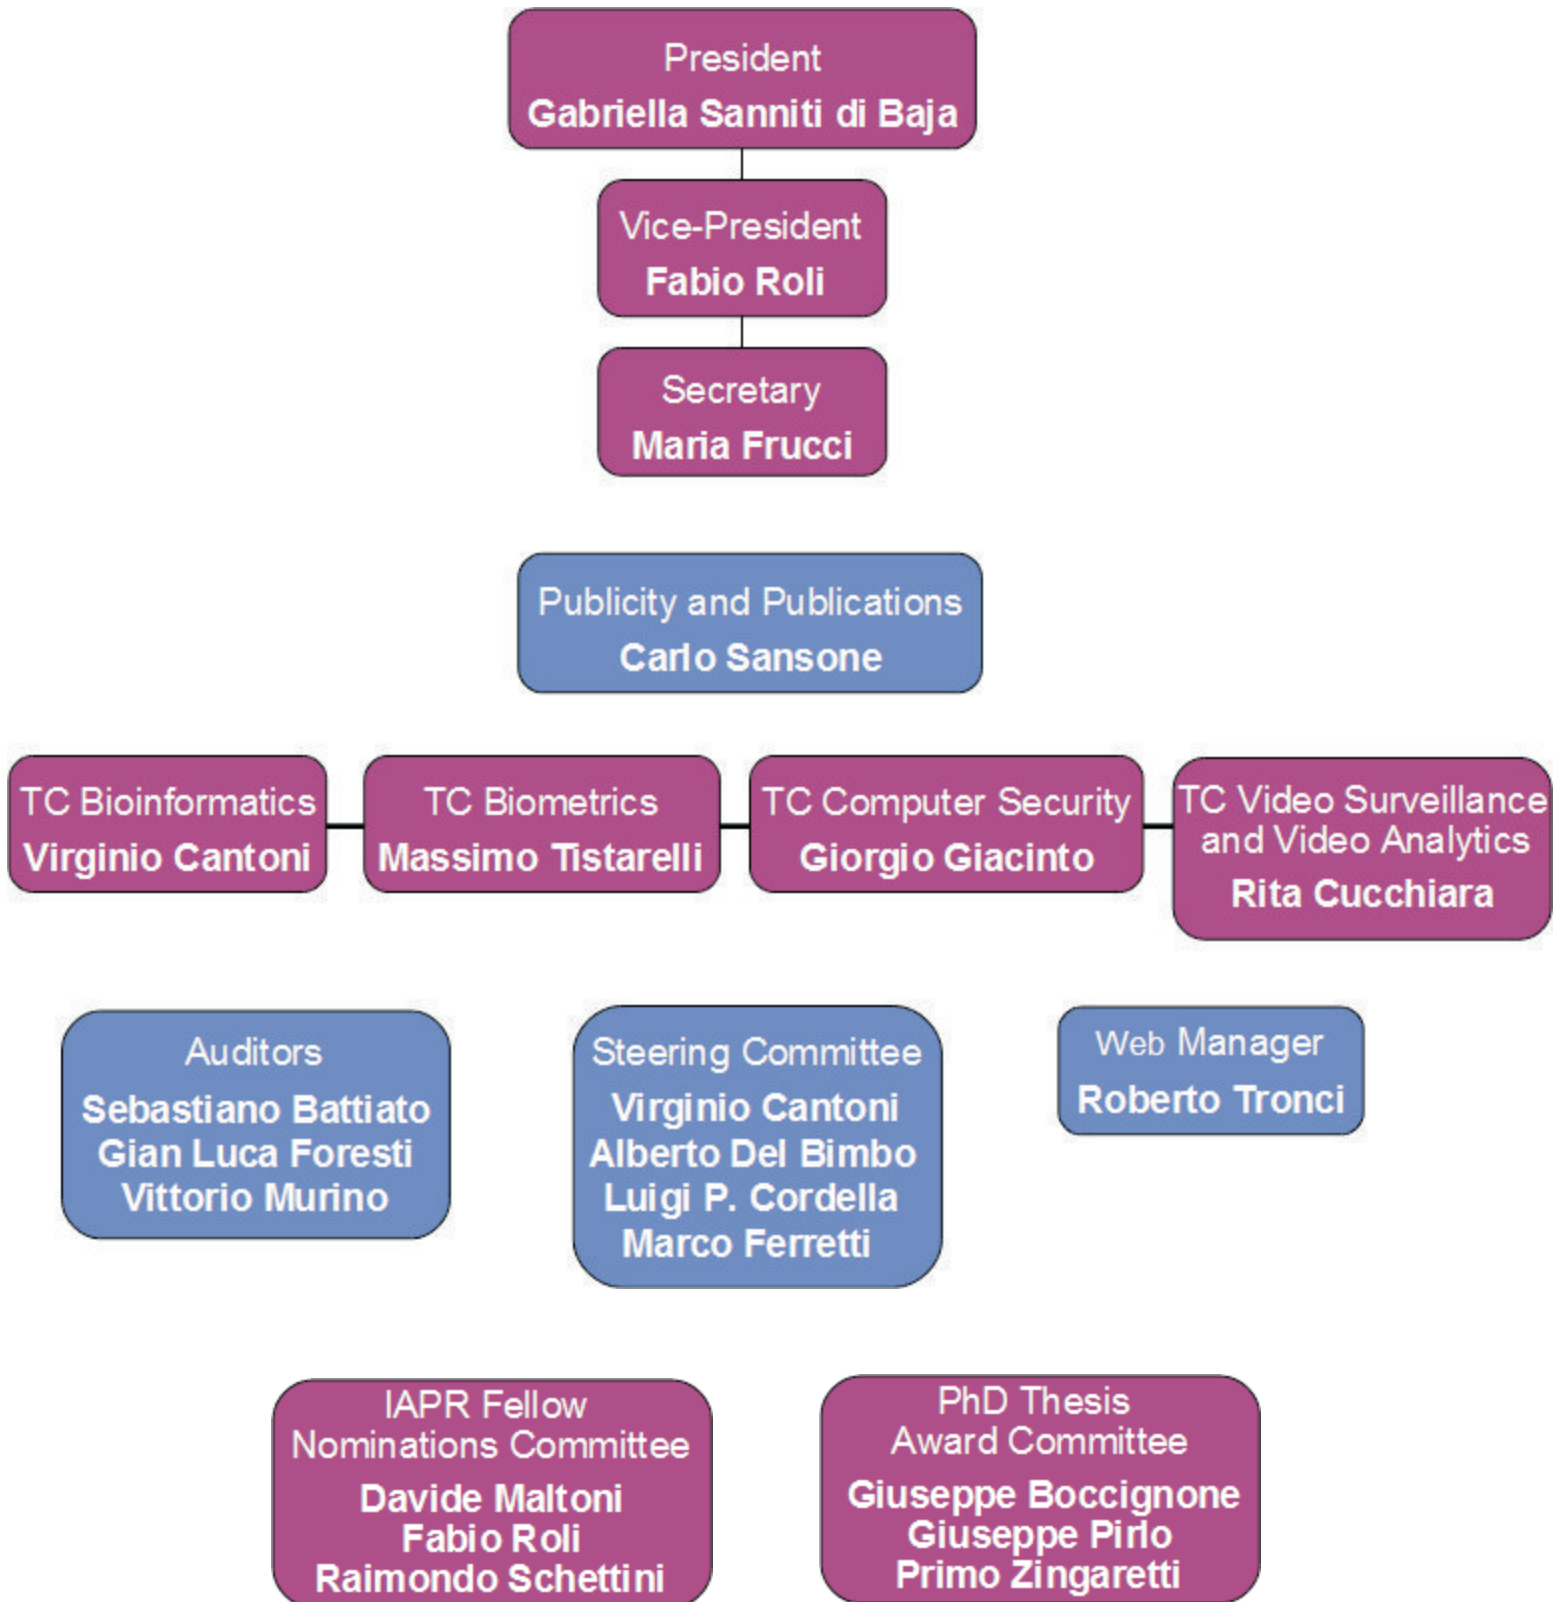 President
Gabriella Sanniti di Baja
Vice-President
Fabio Roli
Secretary
Maria Frucci
Publicity and Publications
Carlo Sansone
TC Bioinformatics
Virginio Cantoni
TC Biometrics
Massimo Tistarelli
TC Computer Security
Giorgio Giacinto
TC Video Surveillance
and Video Analytics
Rita Cucchiara
Auditors
Sebastiano Battiato
Gian Luca Foresti
Vittorio Murino
Steering Committee
Virginio Cantoni
Alberto Del Bimbo
Luigi P. Cordella
Marco Ferretti
Web Manager
Roberto Tronci
IAPR Fellow
Nominations Committee
Davide Maltoni
Fabio Roli
Raimondo Schettini
PhD Thesis
Award Committee
Giuseppe Boccignone
Giuseppe Pirlo
Primo Zingaretti